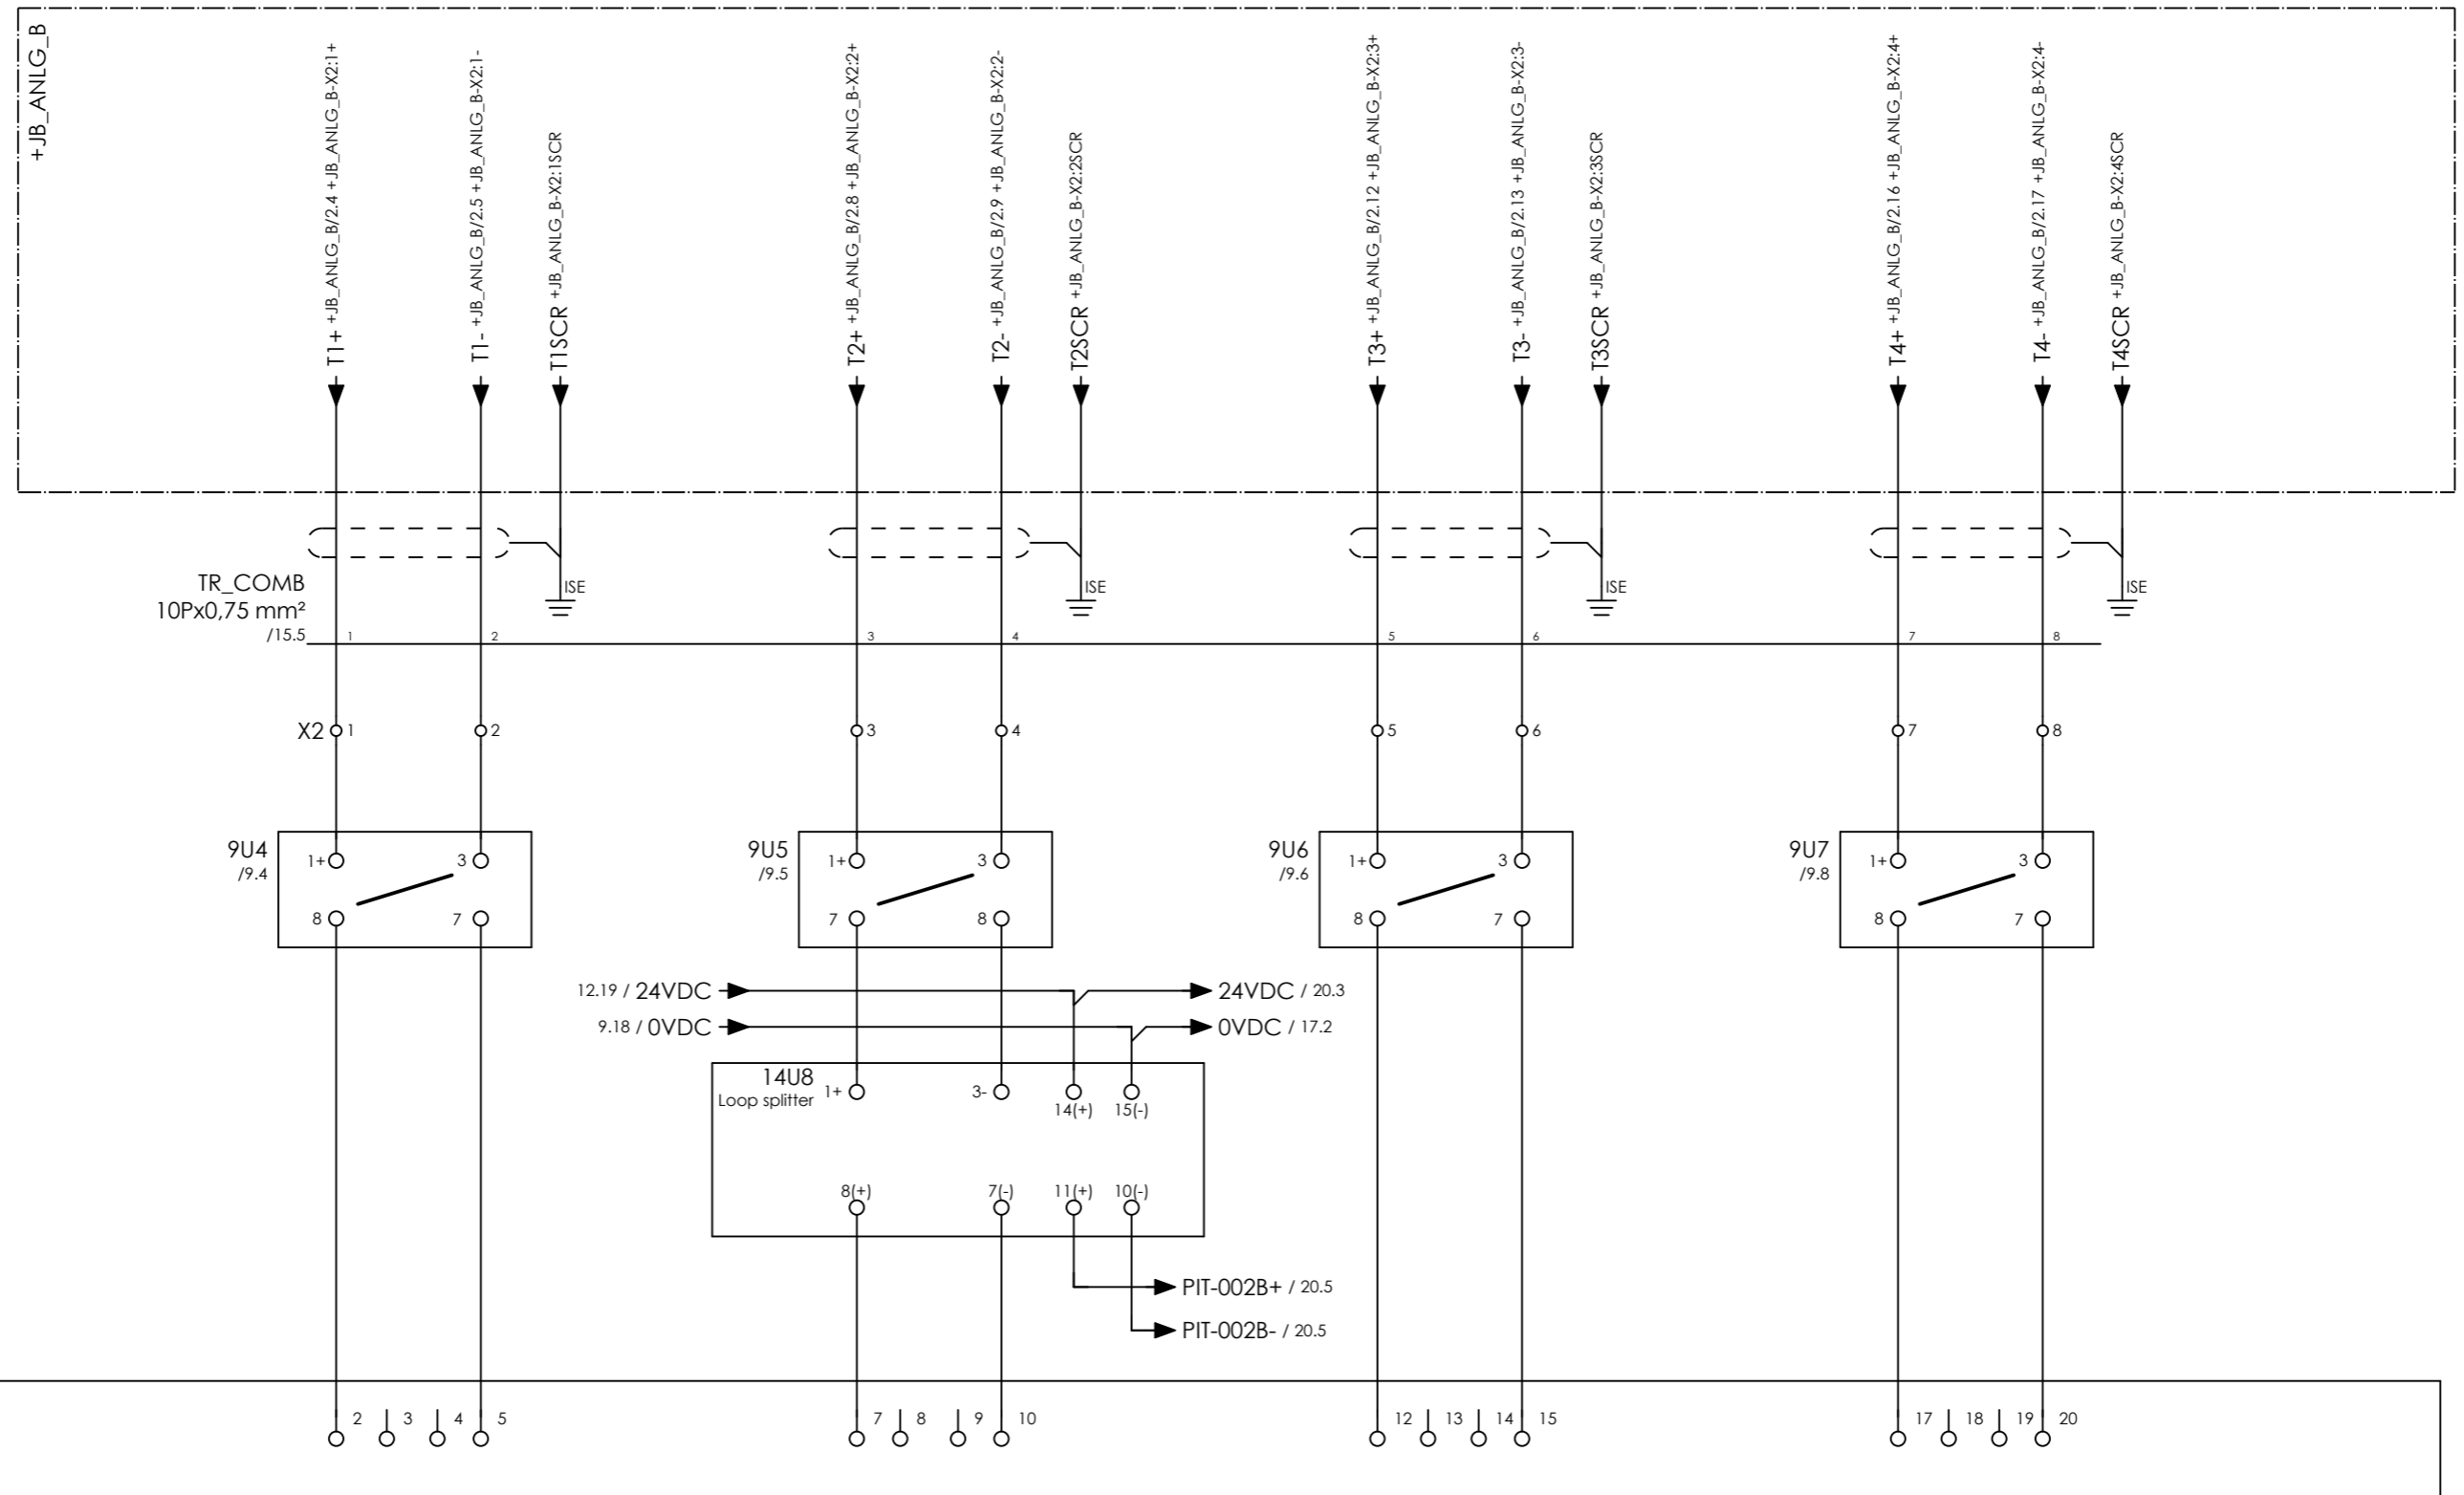 +JB_ANLG_B
T1+ +JB_ANLG_B/2.4 +JB_ANLG_B-X2:1+
T1- +JB_ANLG_B/2.5 +JB_ANLG_B-X2:1-
T1SCR +JB_ANLG_B-X2:1SCR
T2+ +JB_ANLG_B/2.8 +JB_ANLG_B-X2:2+
T2- +JB_ANLG_B/2.9 +JB_ANLG_B-X2:2-
T2SCR +JB_ANLG_B-X2:2SCR
T3+ +JB_ANLG_B/2.12 +JB_ANLG_B-X2:3+
T3- +JB_ANLG_B/2.13 +JB_ANLG_B-X2:3-
T3SCR +JB_ANLG_B-X2:3SCR
T4+ +JB_ANLG_B/2.16 +JB_ANLG_B-X2:4+
T4- +JB_ANLG_B/2.17 +JB_ANLG_B-X2:4-
T4SCR +JB_ANLG_B-X2:4SCR
ISE ISE ISE ISE
TR_COMB
10Px0,75 mm²
/15.5 1 2 3 4 5 6 7 8
X2 1 2 3 4 5 6 7 8
9U4 1+ 3 9U5 1+ 3 9U6 1+ 3 9U7 1+ 3
/9.4 /9.5 /9.6 /9.8
8 7 7 8 8 7 8 7
12.19 / 24VDC 24VDC / 20.3
9.18 / 0VDC 0VDC / 17.2
14U8 1+ 3-
Loop splitter 14(+) 15(-)
8(+) 7(-) 11(+) 10(-)
PIT-002B+ / 20.5
PIT-002B- / 20.5
2 3 4 5 7 8 9 10 12 13 14 15 17 18 19 20